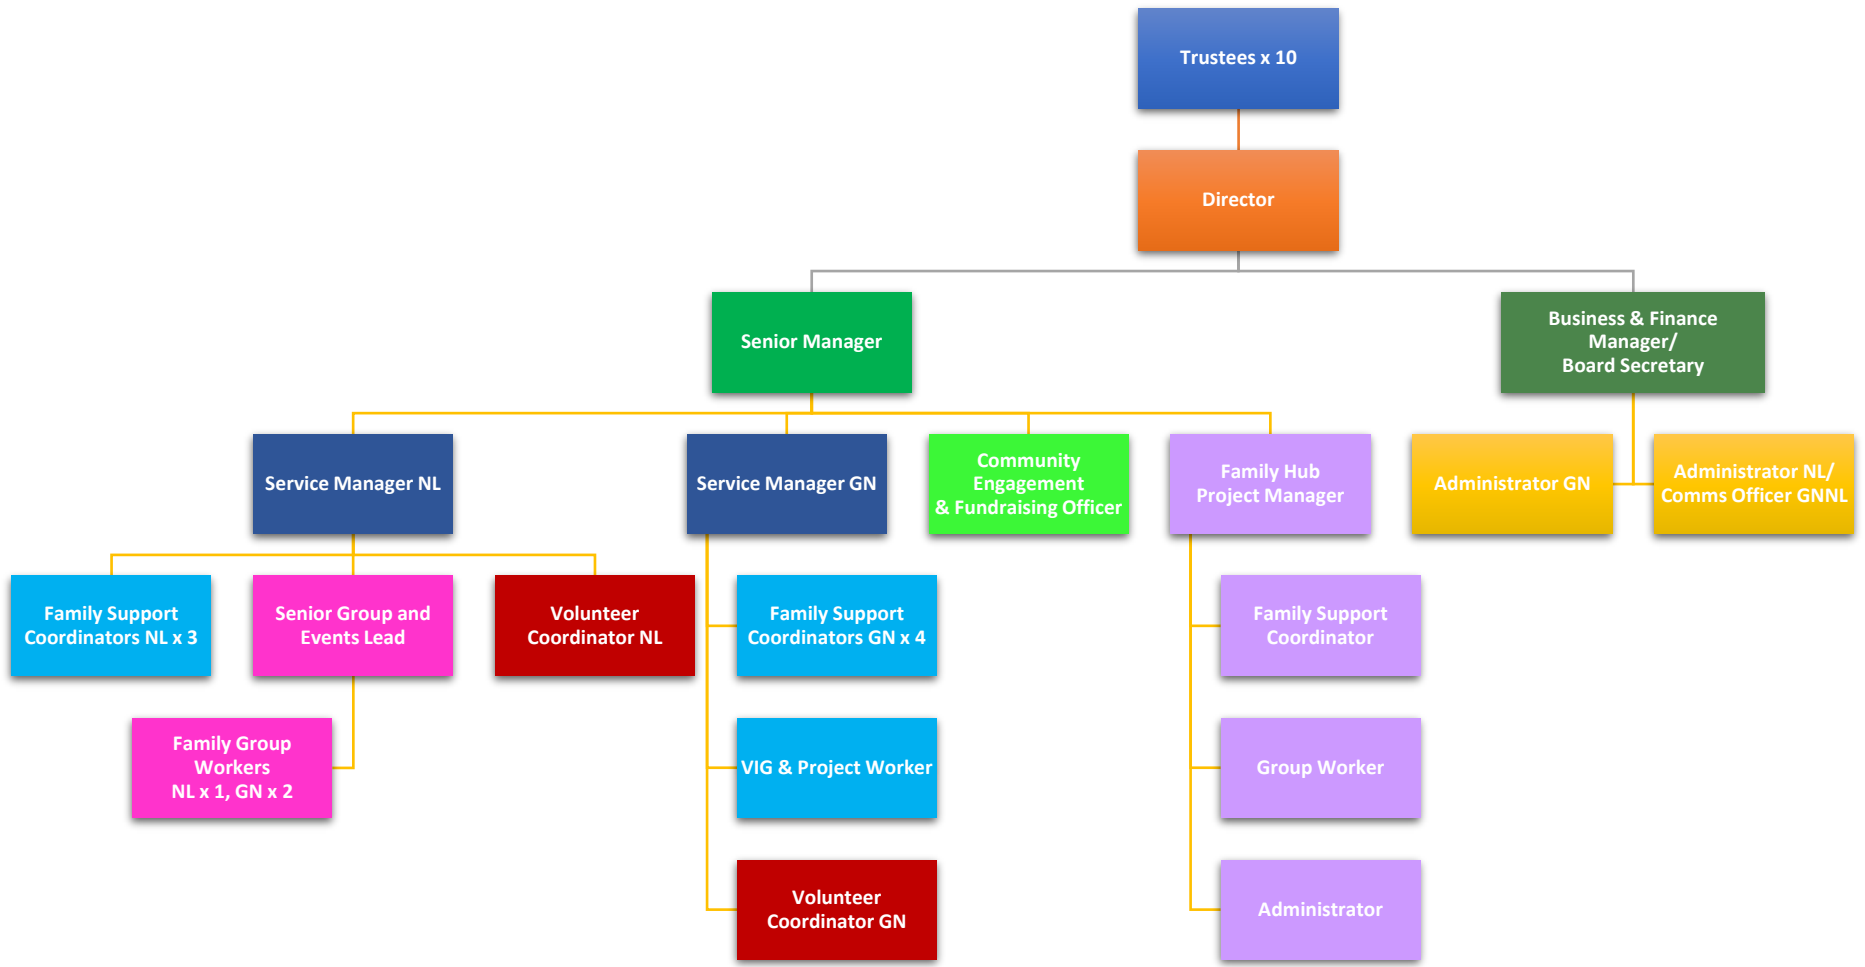 Trustees x 10
Director
Senior Manager
Business & Finance
Manager/
Board Secretary
Service Manager NL
Service Manager GN
Community
Engagement
& Fundraising Officer
Family Hub
Project Manager
Administrator GN
Administrator NL/
Comms Officer GNNL
Family Support
Coordinators NL x 3
Senior Group and
Events Lead
Volunteer
Coordinator NL
Family Support
Coordinators GN x 4
Family Support
Coordinator
Family Group
Workers
NL x 1, GN x 2
VIG & Project Worker
Group Worker
Volunteer
Coordinator GN
Administrator